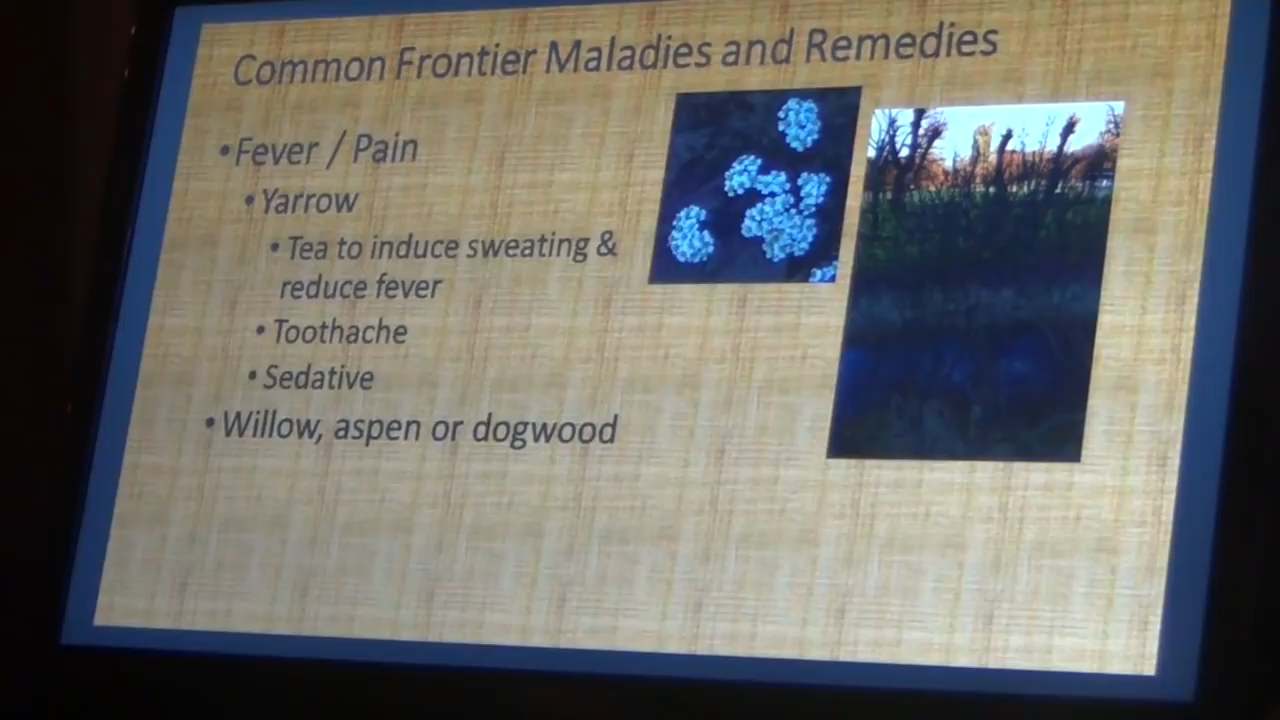 Common Frontier Maladies and Remedies
•Fever / Pain
•Yarrow
•Tea to induce sweating &
reduce fever
•Toothache
•Sedative
•Willow, aspen or dogwood